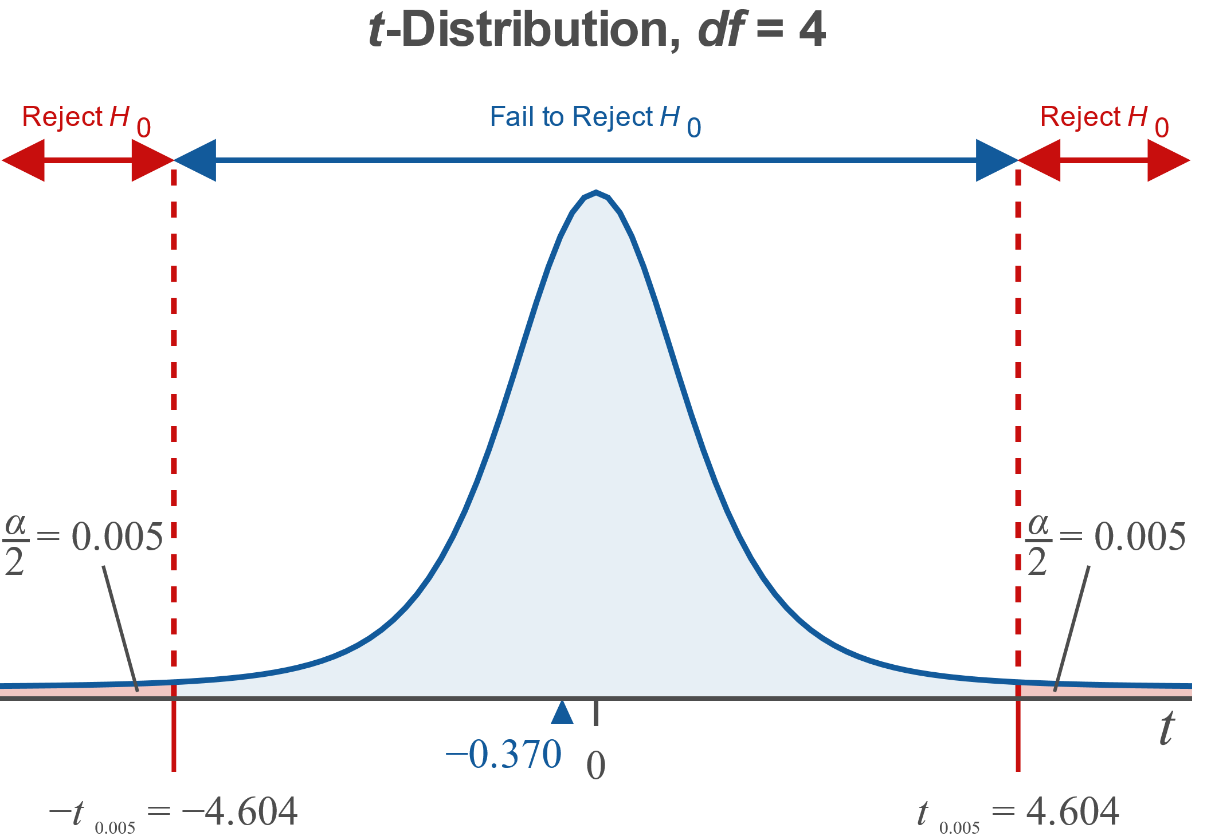 t-Distribution, df = 4
Reject H0
Fail to Reject H0
Reject H0
α/2 = 0.005
α/2 = 0.005
−0.370
0
t
−t0.005 = −4.604
t0.005 = 4.604